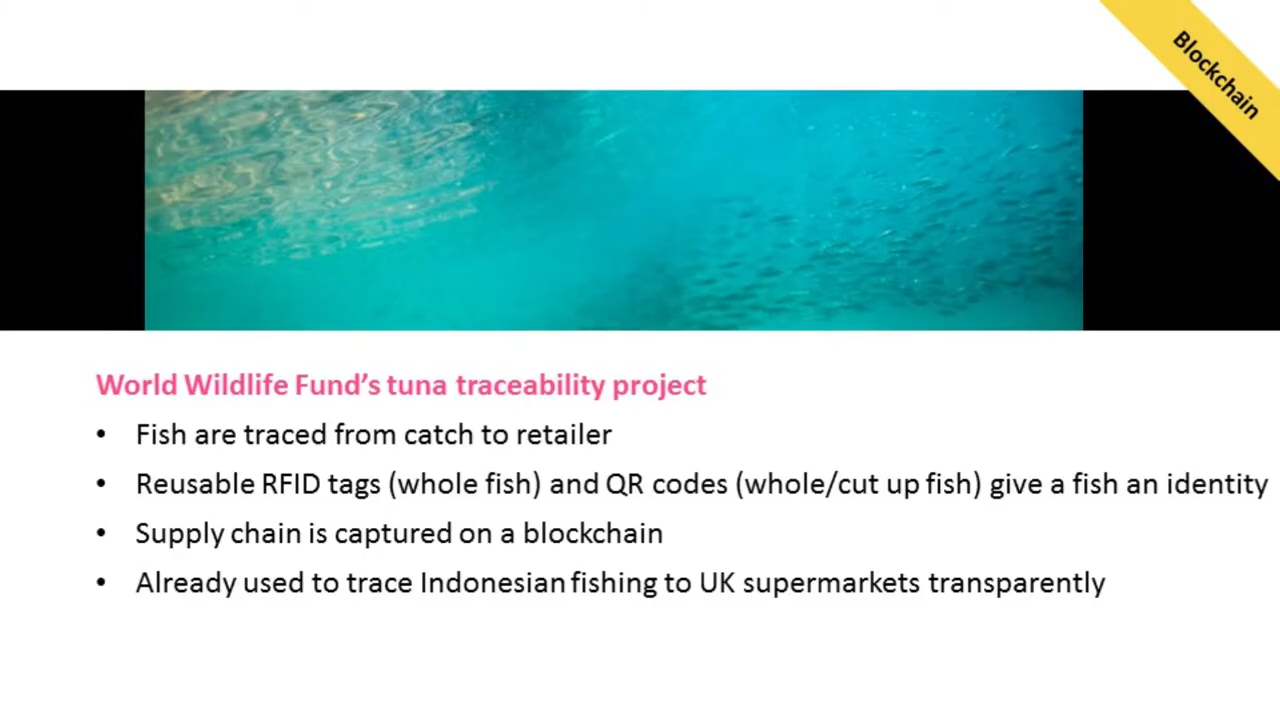 Blockchain
World Wildlife Fund’s tuna traceability project
• Fish are traced from catch to retailer
• Reusable RFID tags (whole fish) and QR codes (whole/cut up fish) give a fish an identity
• Supply chain is captured on a blockchain
• Already used to trace Indonesian fishing to UK supermarkets transparently